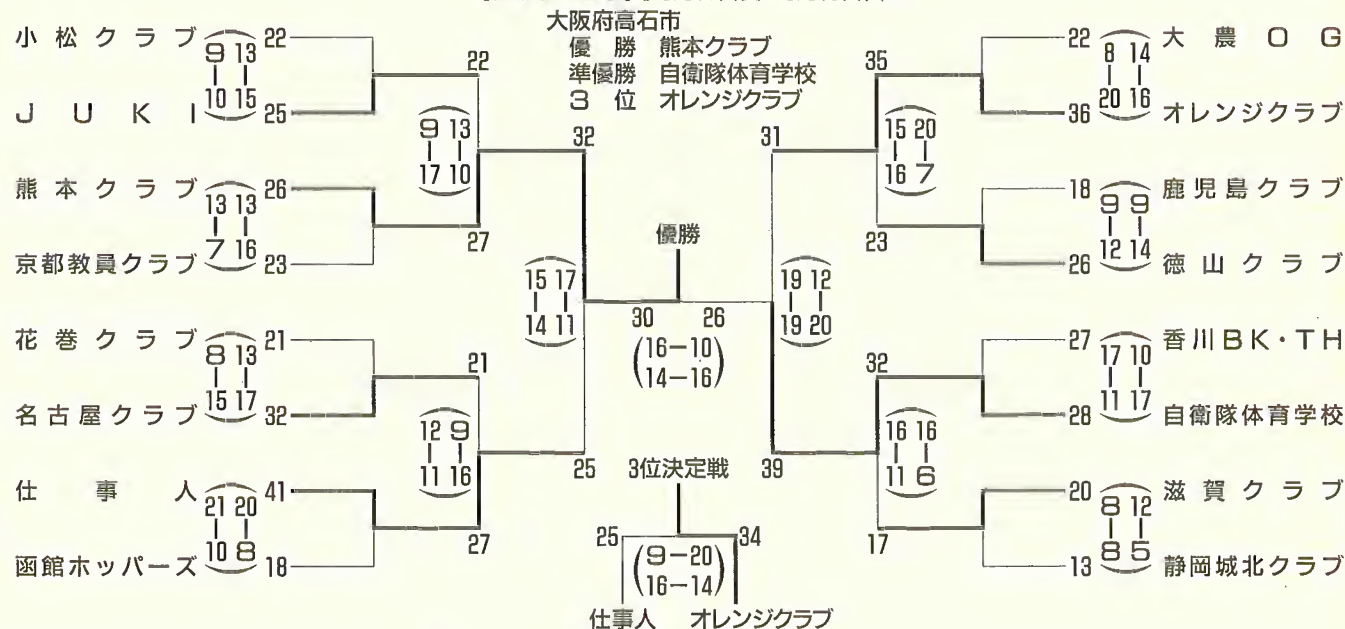 大阪府高石市
優勝 熊本クラブ
準優勝 自衛隊体育学校
3位 オレンジクラブ
小松クラブ 9 13 22
JUKI 10 15 25
熊本クラブ 13 13 26
京都教員クラブ 7 16 23
花巻クラブ 8 13 21
名古屋クラブ 15 17 32
仕事人 21 20 41
函館ホッパーズ 10 8 18
22
9 13
17 10
27
21
12 9
11 16
27
32
15 17
14 11
25
優勝
30 26
(16-10)
(14-16)
31
19 12
19 20
39
35
15 20
16 7
23
32
16 16
11 6
17
22 8 14 大農OG
36 20 16 オレンジクラブ
18 9 9 鹿児島クラブ
26 12 14 徳山クラブ
27 17 10 香川BK・TH
28 11 17 自衛隊体育学校
20 8 12 滋賀クラブ
13 8 5 静岡城北クラブ
3位決定戦
25 34
(9-20)
(16-14)
仕事人 オレンジクラブ